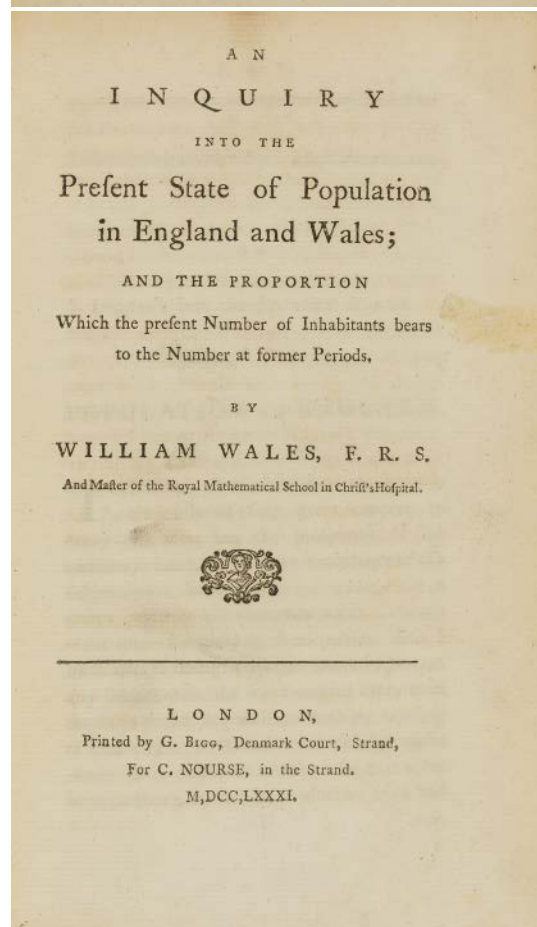 A N
I N Q U I R Y
INTO THE
Preſent State of Population
in England and Wales;
AND THE PROPORTION
Which the preſent Number of Inhabitants bears
to the Number at former Periods,
B Y
WILLIAM WALES, F. R. S.
And Maſter of the Royal Mathematical School in Chriſt'sHoſpital.
L O N D O N,
Printed by G. BIGG, Denmark Court, Strand,
For C. NOURSE, in the Strand.
M,DCC,LXXXI.